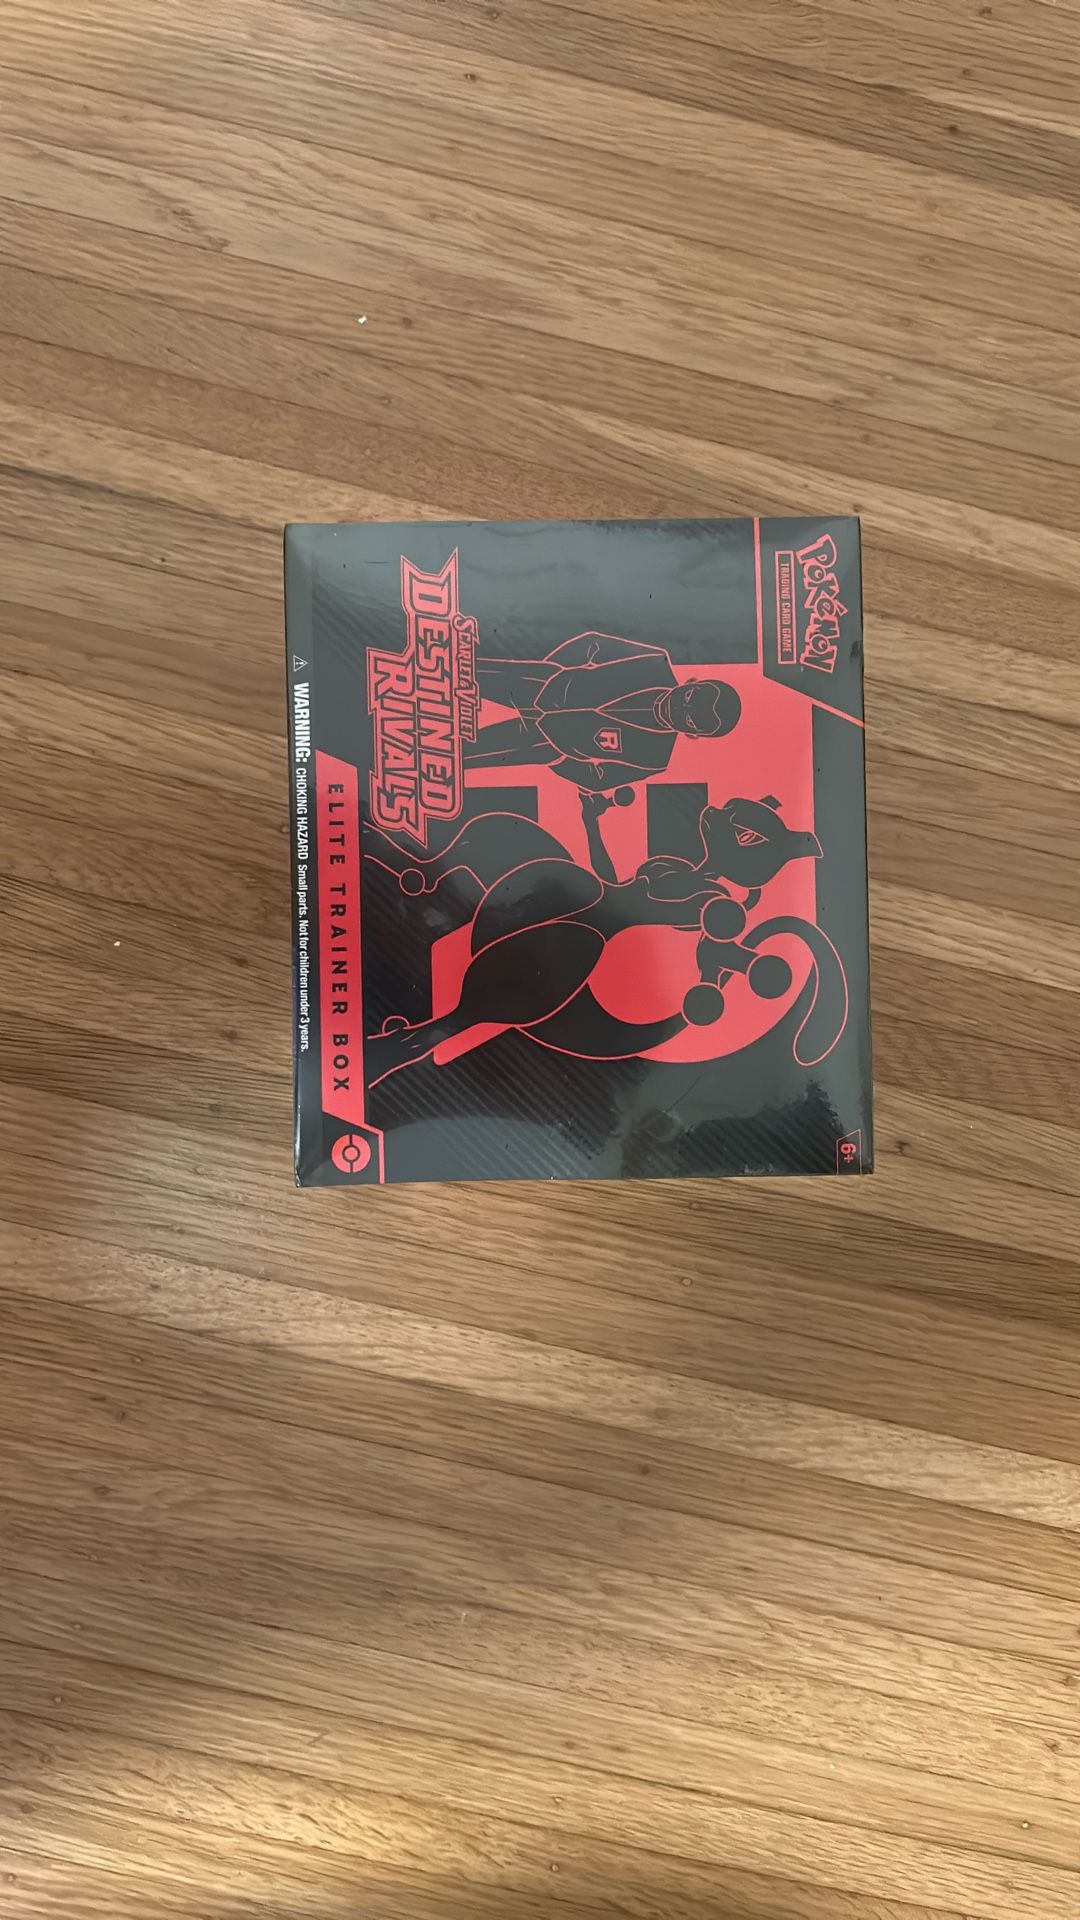 Pokémon
TRADING CARD GAME
R
SCARLET & VIOLET
DESTINED
RIVALS
ELITE TRAINER BOX
⚠ WARNING: CHOKING HAZARD Small parts. Not for children under 3 years.
6+